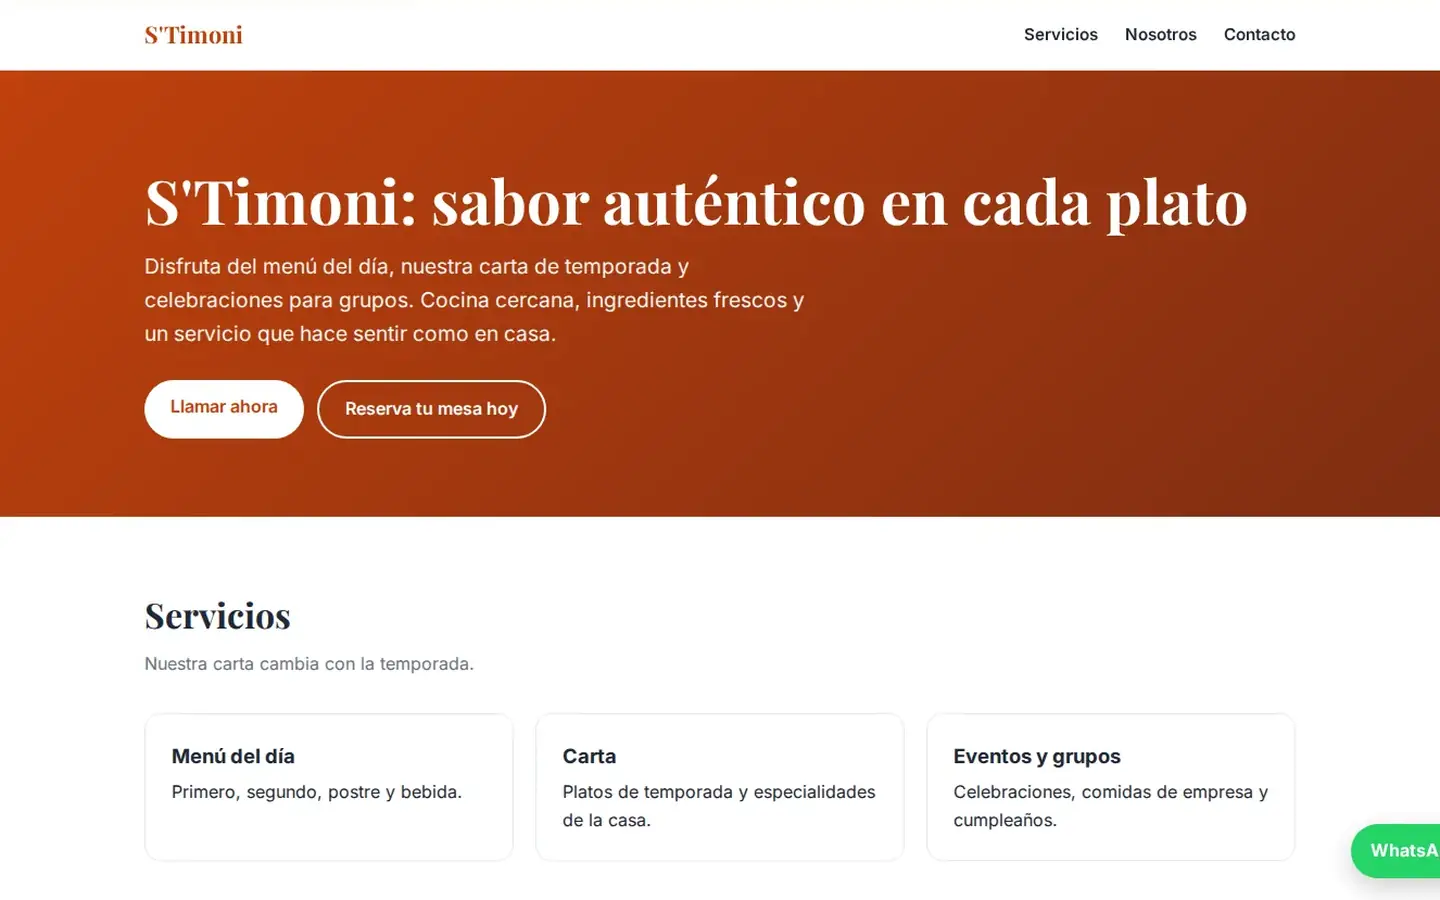 S'Timoni
Servicios
Nosotros
Contacto
S'Timoni: sabor auténtico en cada plato
Disfruta del menú del día, nuestra carta de temporada y
celebraciones para grupos. Cocina cercana, ingredientes frescos y
un servicio que hace sentir como en casa.
Llamar ahora
Reserva tu mesa hoy
Servicios
Nuestra carta cambia con la temporada.
Menú del día
Primero, segundo, postre y bebida.
Carta
Platos de temporada y especialidades
de la casa.
Eventos y grupos
Celebraciones, comidas de empresa y
cumpleaños.
WhatsA